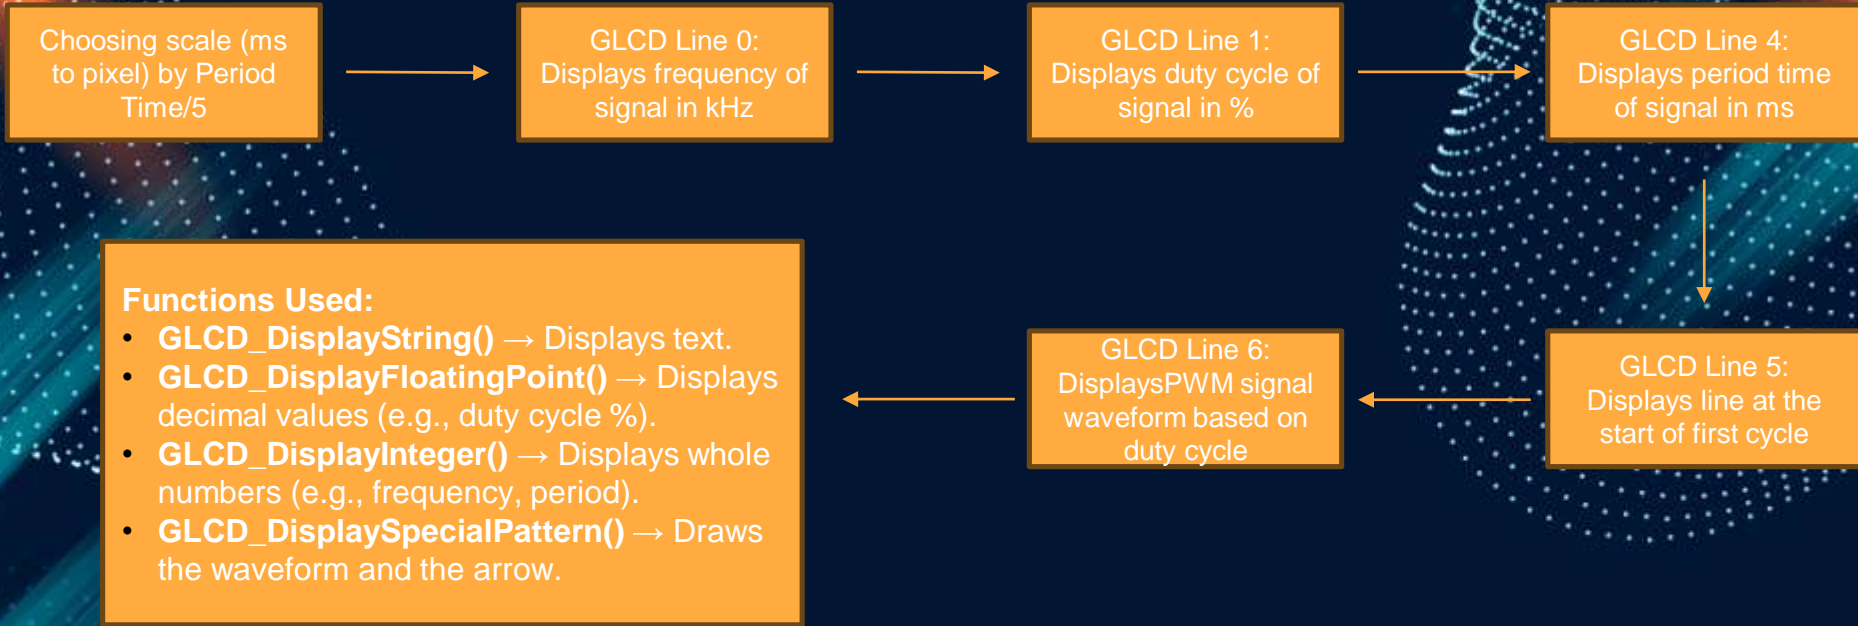 Choosing scale (ms
to pixel) by Period
Time/5
GLCD Line 0:
Displays frequency of
signal in kHz
GLCD Line 1:
Displays duty cycle of
signal in %
GLCD Line 4:
Displays period time
of signal in ms
GLCD Line 5:
Displays line at the
start of first cycle
GLCD Line 6:
DisplaysPWM signal
waveform based on
duty cycle
Functions Used:
• GLCD_DisplayString() → Displays text.
• GLCD_DisplayFloatingPoint() → Displays
decimal values (e.g., duty cycle %).
• GLCD_DisplayInteger() → Displays whole
numbers (e.g., frequency, period).
• GLCD_DisplaySpecialPattern() → Draws
the waveform and the arrow.